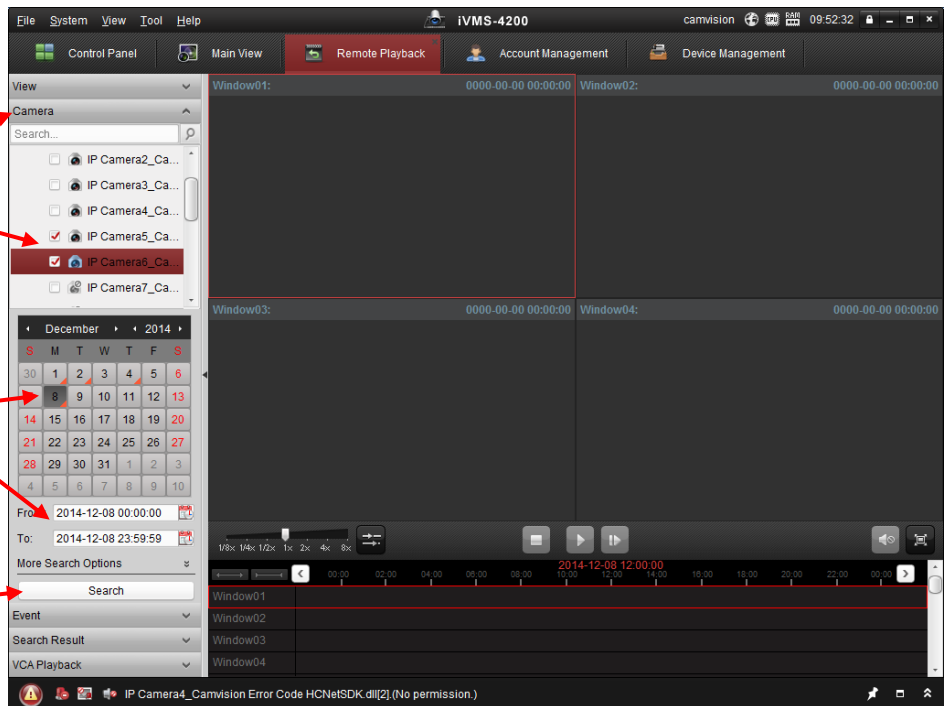 File System View Tool Help iVMS-4200 camvision CPU RAM 09:52:32
Control Panel Main View Remote Playback Account Management Device Management
View
Camera
Search...
IP Camera2_Ca...
IP Camera3_Ca...
IP Camera4_Ca...
IP Camera5_Ca...
IP Camera6_Ca...
IP Camera7_Ca...
December 2014
S M T W T F S
30 1 2 3 4 5 6
8 9 10 11 12 13
14 15 16 17 18 19 20
21 22 23 24 25 26 27
28 29 30 31 1 2 3
4 5 6 7 8 9 10
From: 2014-12-08 00:00:00
To: 2014-12-08 23:59:59
More Search Options
Search
Event
Search Result
VCA Playback
Window01: 0000-00-00 00:00:00 Window02: 0000-00-00 00:00:00
Window03: 0000-00-00 00:00:00 Window04: 0000-00-00 00:00:00
1/8x 1/4x 1/2x 1x 2x 4x 8x
2014-12-08 12:00:00
00:00 02:00 04:00 06:00 08:00 10:00 12:00 14:00 16:00 18:00 20:00 22:00 00:00
Window01
Window02
Window03
Window04
IP Camera4_Camvision Error Code HCNetSDK.dll[2].(No permission.)